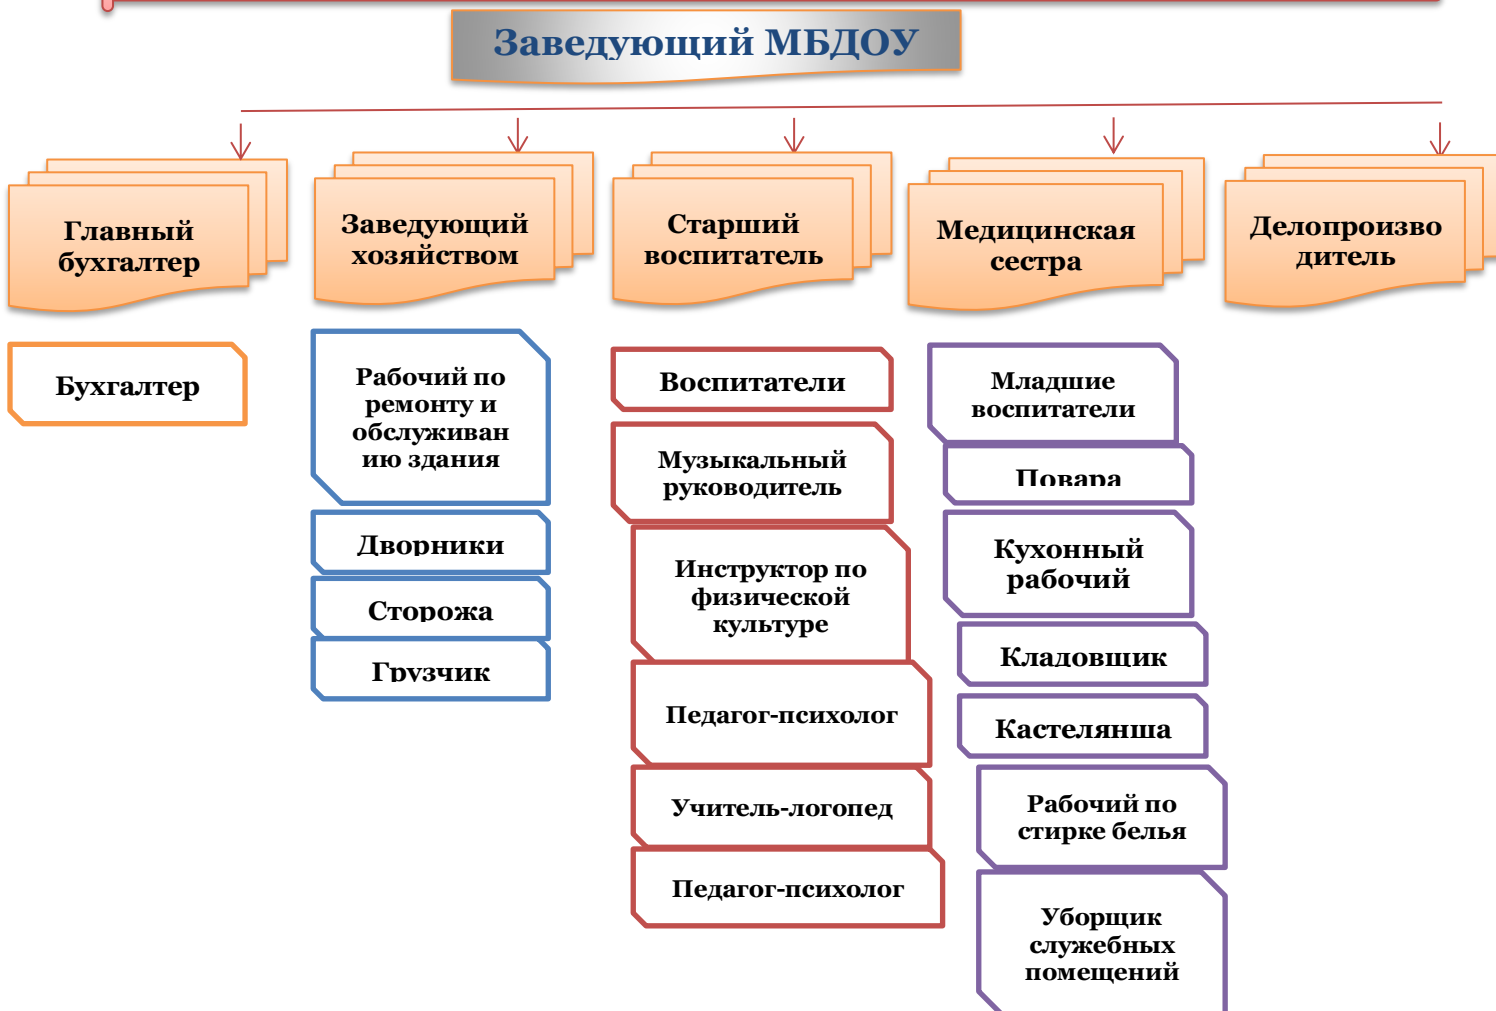 Заведующий МБДОУ
Главный
бухгалтер
Заведующий
хозяйством
Старший
воспитатель
Медицинская
сестра
Делопроизво
дитель
Бухгалтер
Рабочий по
ремонту и
обслуживан
ию здания
Дворники
Сторожа
Грузчик
Воспитатели
Музыкальный
руководитель
Инструктор по
физической
культуре
Педагог-психолог
Учитель-логопед
Педагог-психолог
Младшие
воспитатели
Повара
Кухонный
рабочий
Кладовщик
Кастелянша
Рабочий по
стирке белья
Уборщик
служебных
помещений